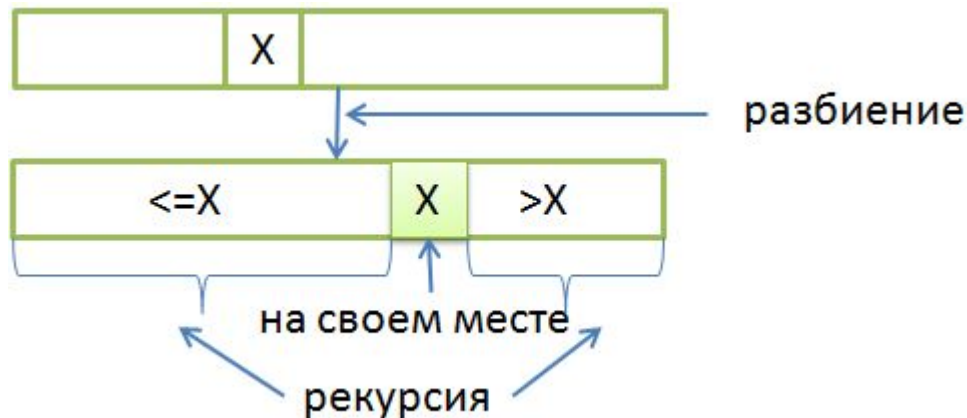 X
разбиение
<=X X >X
на своем месте
рекурсия